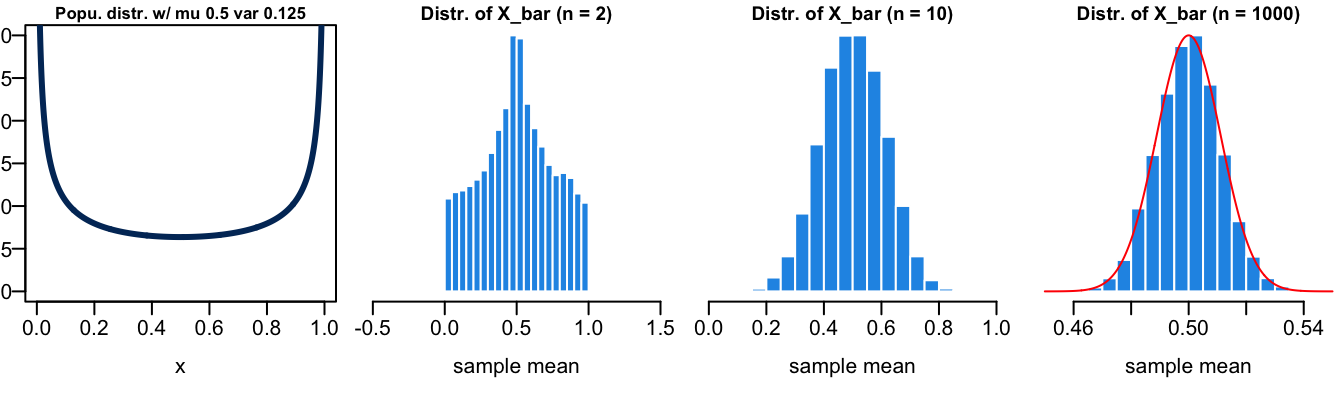 Popu. distr. w/ mu 0.5 var 0.125
0
5
0
5
0
5
0
0.0 0.2 0.4 0.6 0.8 1.0
x
Distr. of X_bar (n = 2)
-0.5 0.0 0.5 1.0 1.5
sample mean
Distr. of X_bar (n = 10)
0.0 0.2 0.4 0.6 0.8 1.0
sample mean
Distr. of X_bar (n = 1000)
0.46 0.50 0.54
sample mean